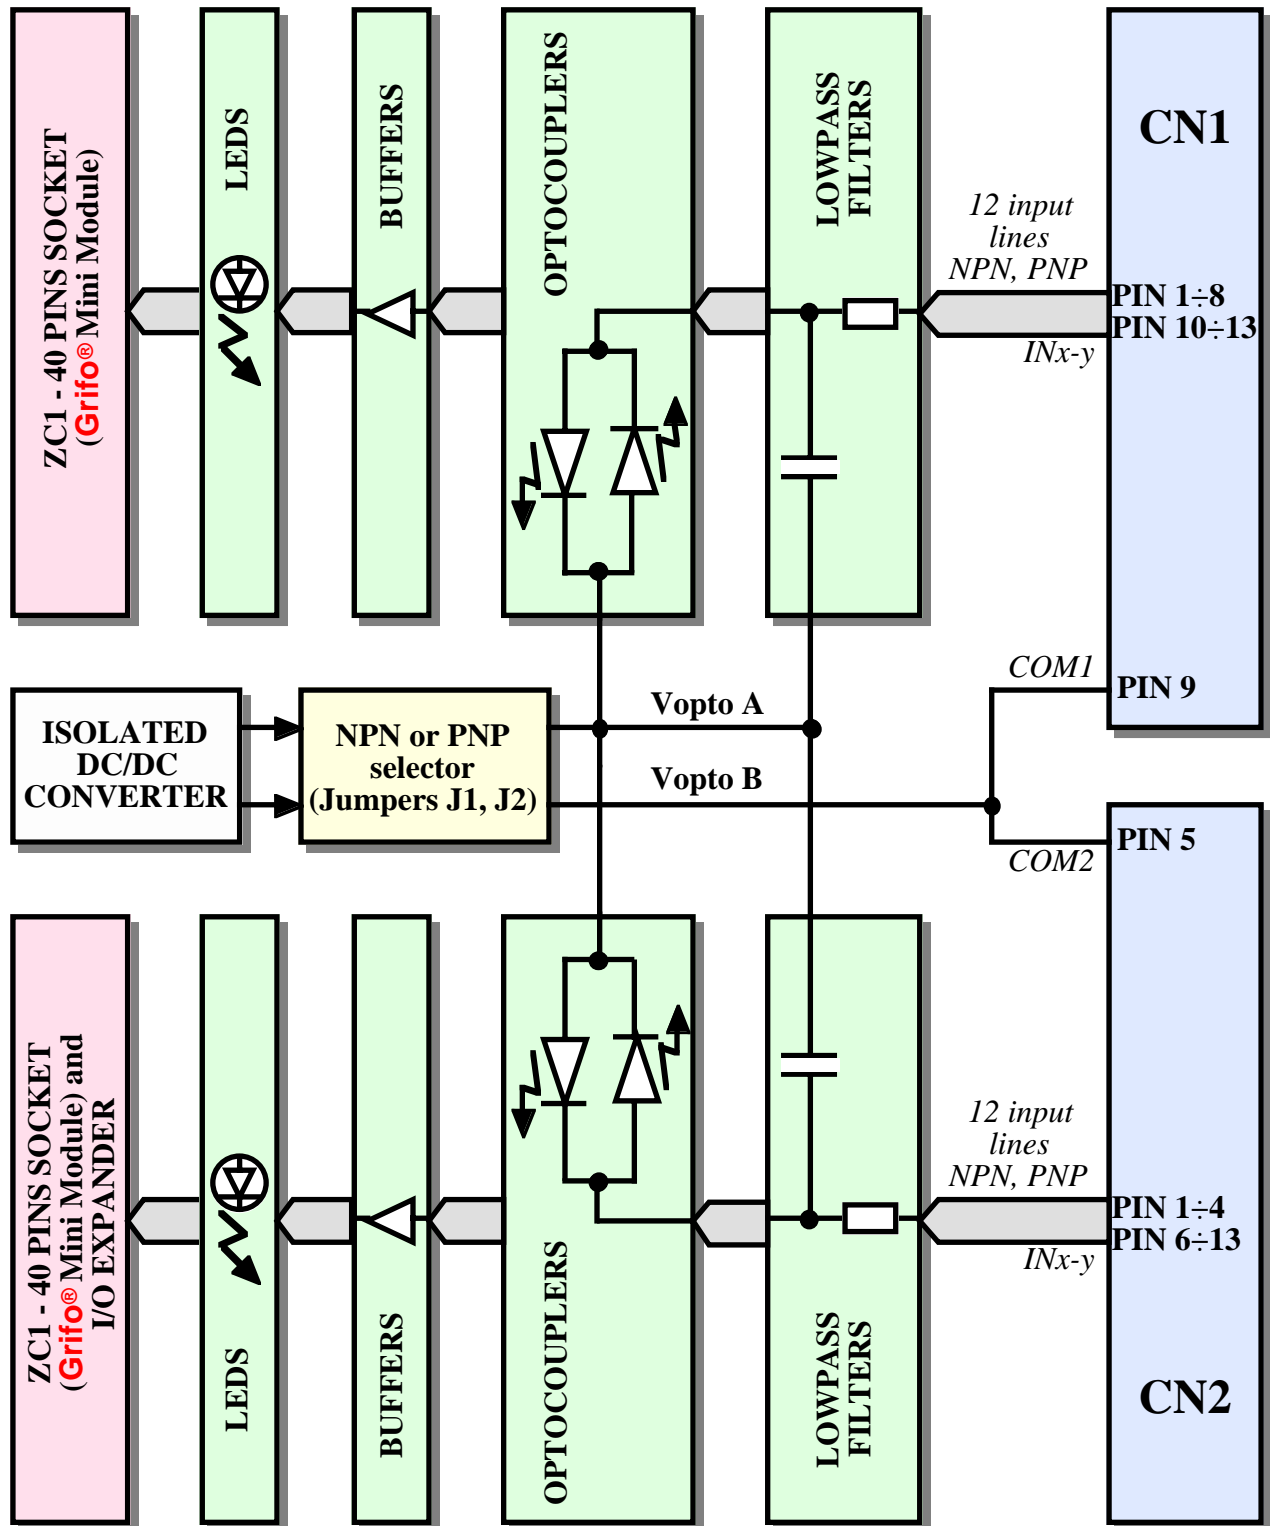 ZC1 - 40 PINS SOCKET
(Grifo® Mini Module)
LEDS
BUFFERS
OPTOCOUPLERS
LOWPASS
FILTERS
12 input
lines
NPN, PNP
INx-y
CN1
PIN 1÷8
PIN 10÷13
COM1
PIN 9
ISOLATED
DC/DC
CONVERTER
NPN or PNP
selector
(Jumpers J1, J2)
Vopto A
Vopto B
COM2
PIN 5
ZC1 - 40 PINS SOCKET
(Grifo® Mini Module) and
I/O EXPANDER
LEDS
BUFFERS
OPTOCOUPLERS
LOWPASS
FILTERS
12 input
lines
NPN, PNP
INx-y
PIN 1÷4
PIN 6÷13
CN2